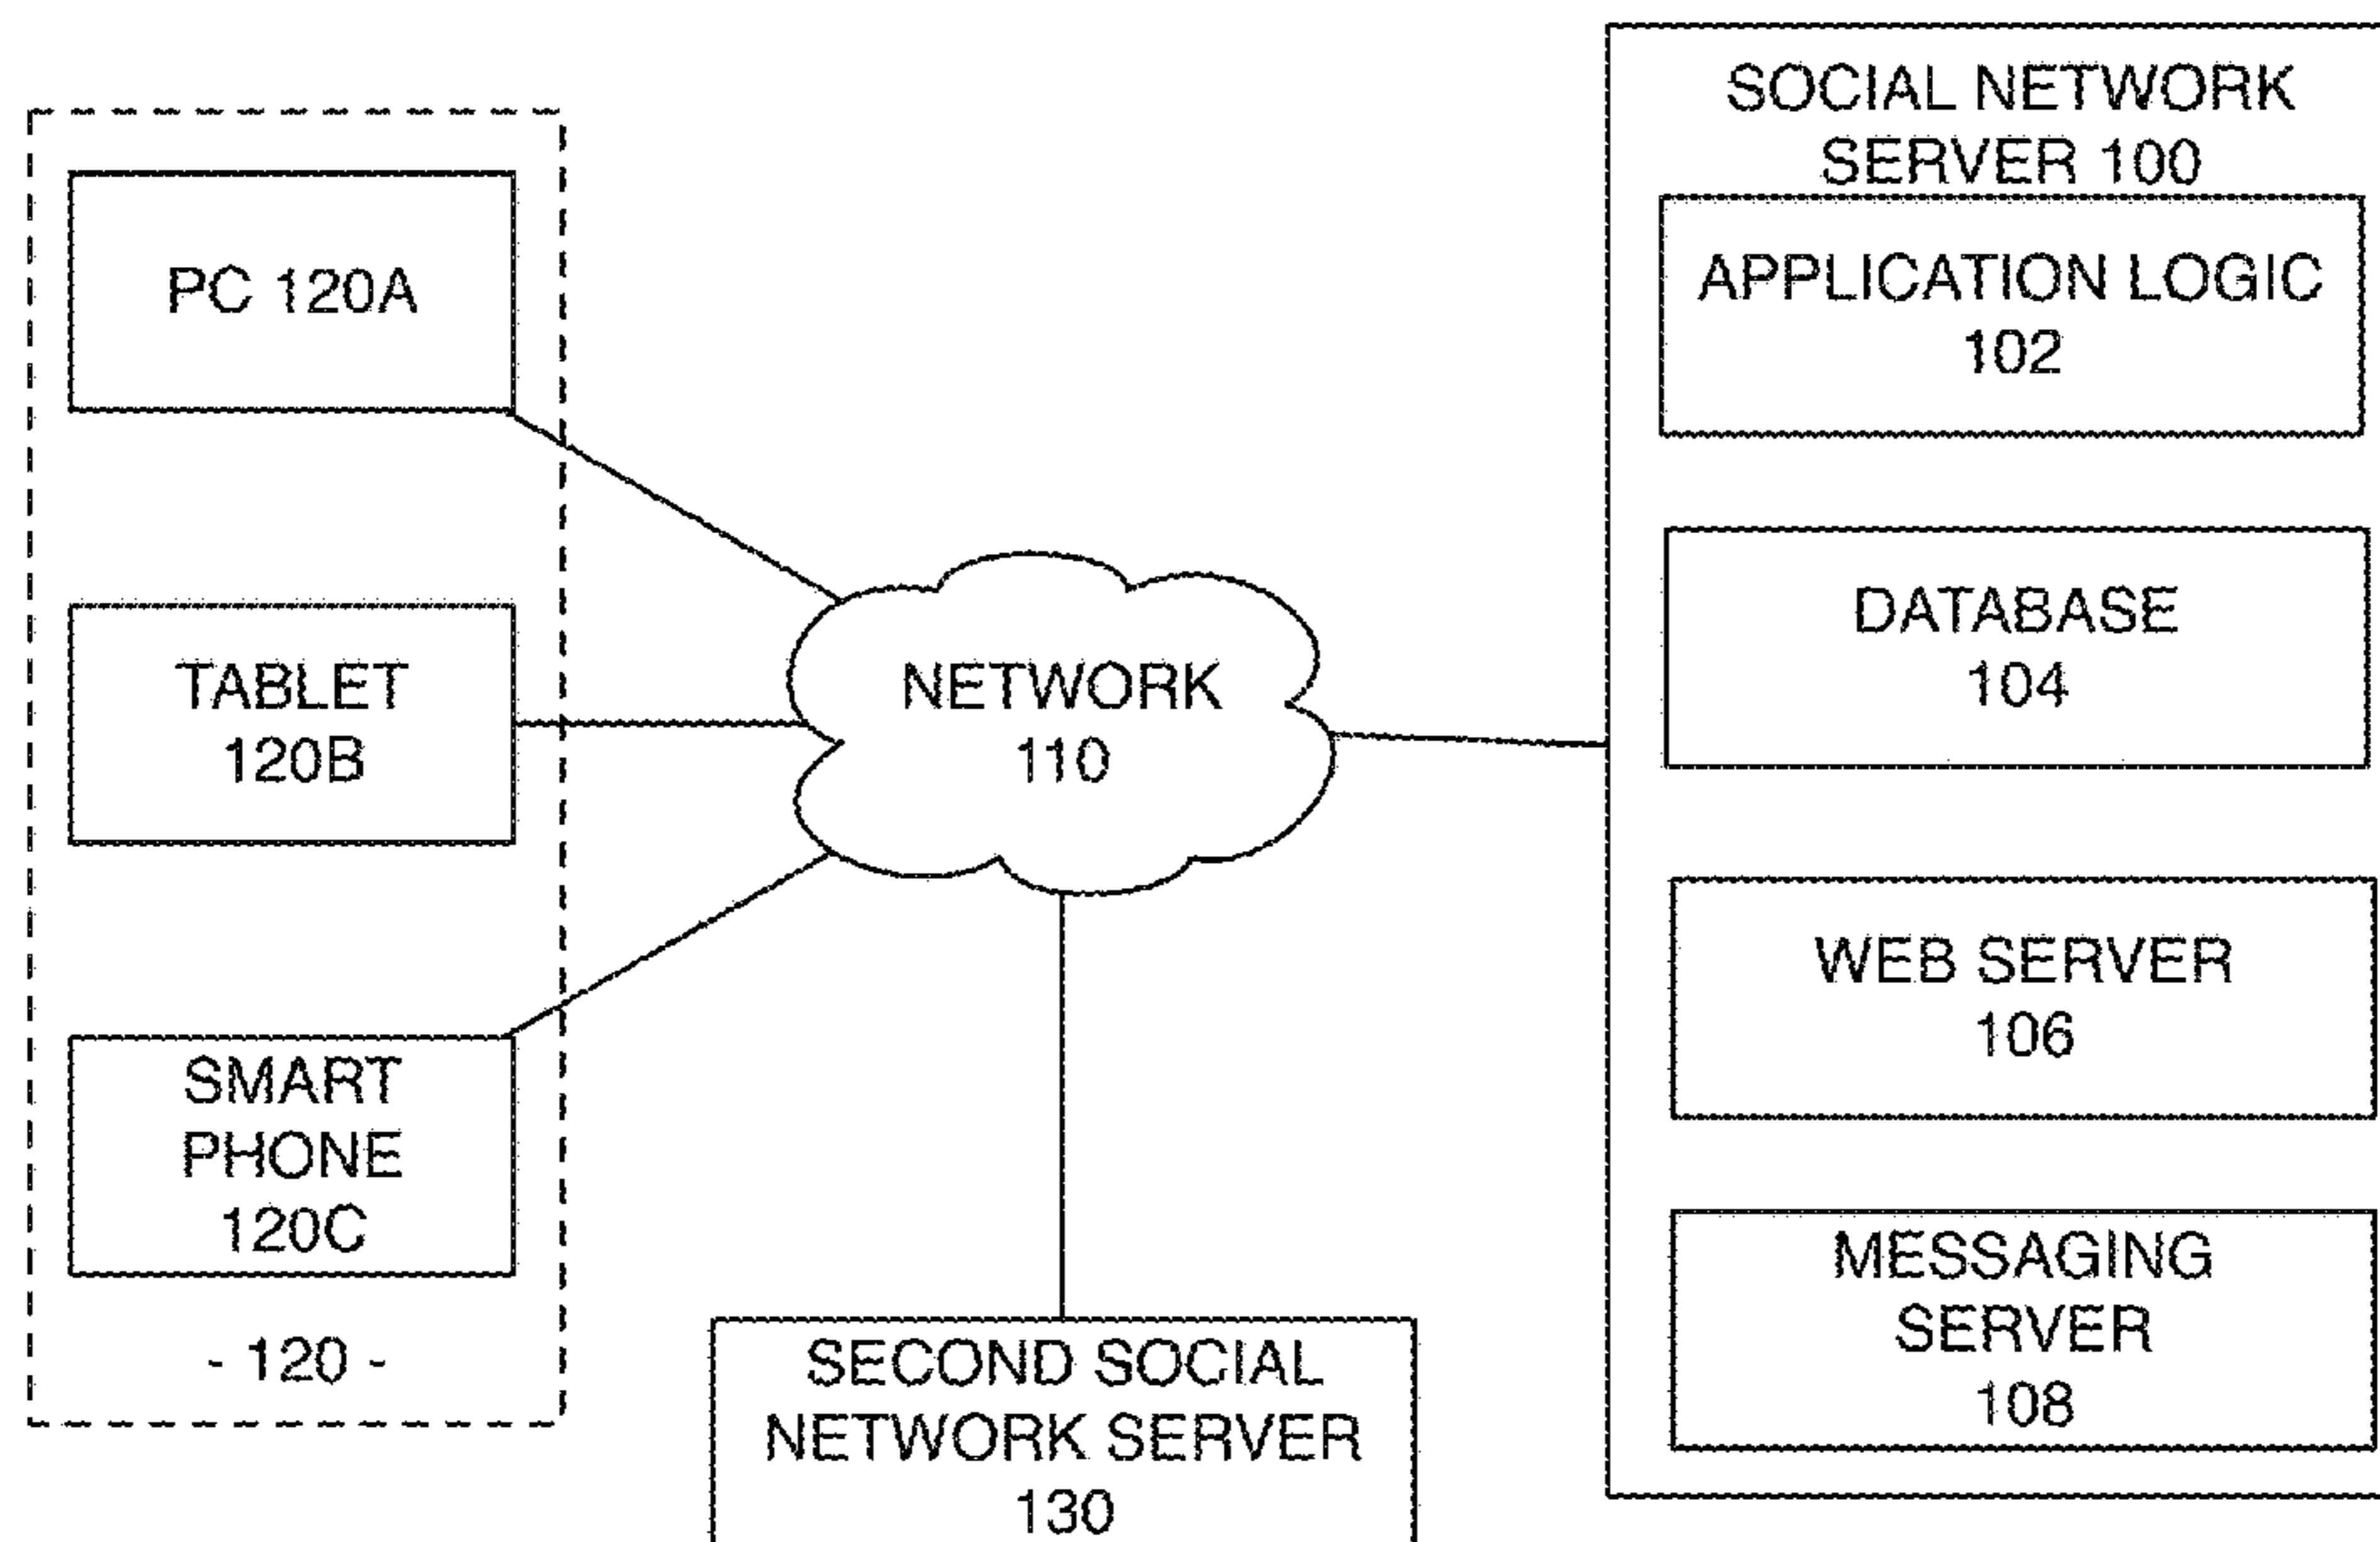 PC 120A
TABLET
120B
SMART
PHONE
120C
- 120 -
NETWORK
110
SECOND SOCIAL
NETWORK SERVER
130
SOCIAL NETWORK
SERVER 100
APPLICATION LOGIC
102
DATABASE
104
WEB SERVER
106
MESSAGING
SERVER
108